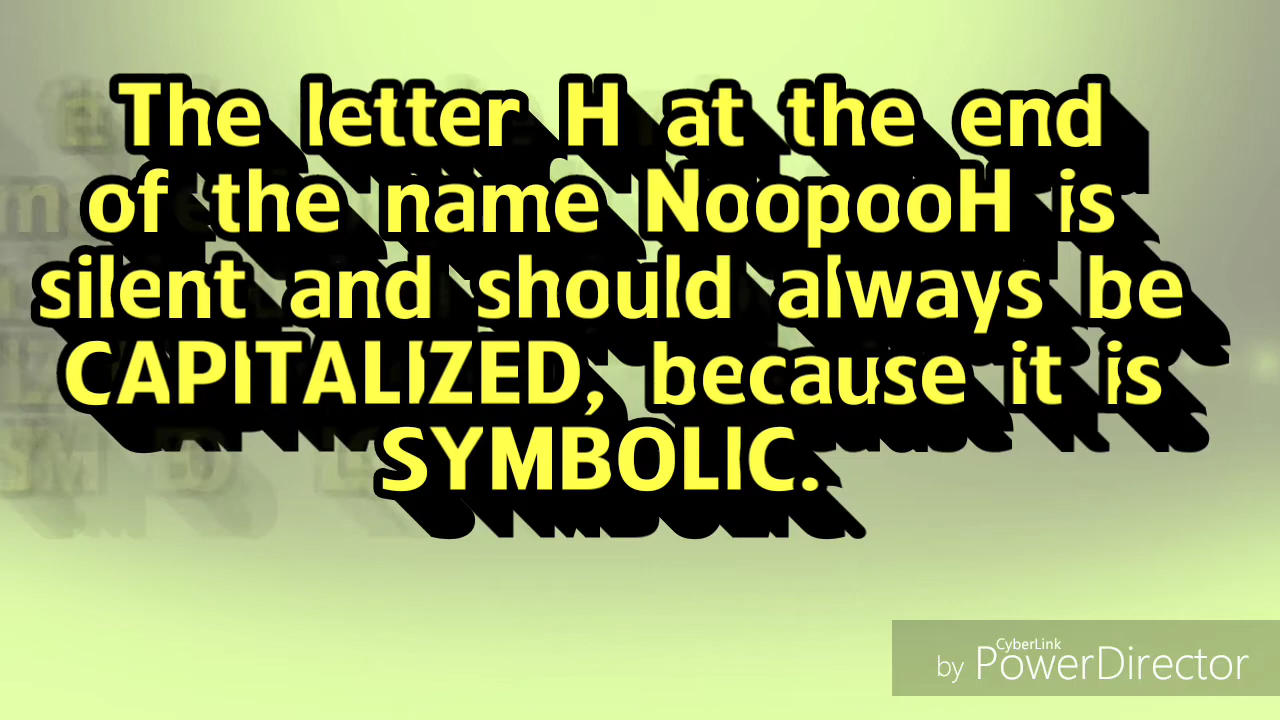 The letter H at the end
of the name NoopooH is
silent and should always be
CAPITALIZED, because it is
SYMBOLIC.
CyberLink
by PowerDirector